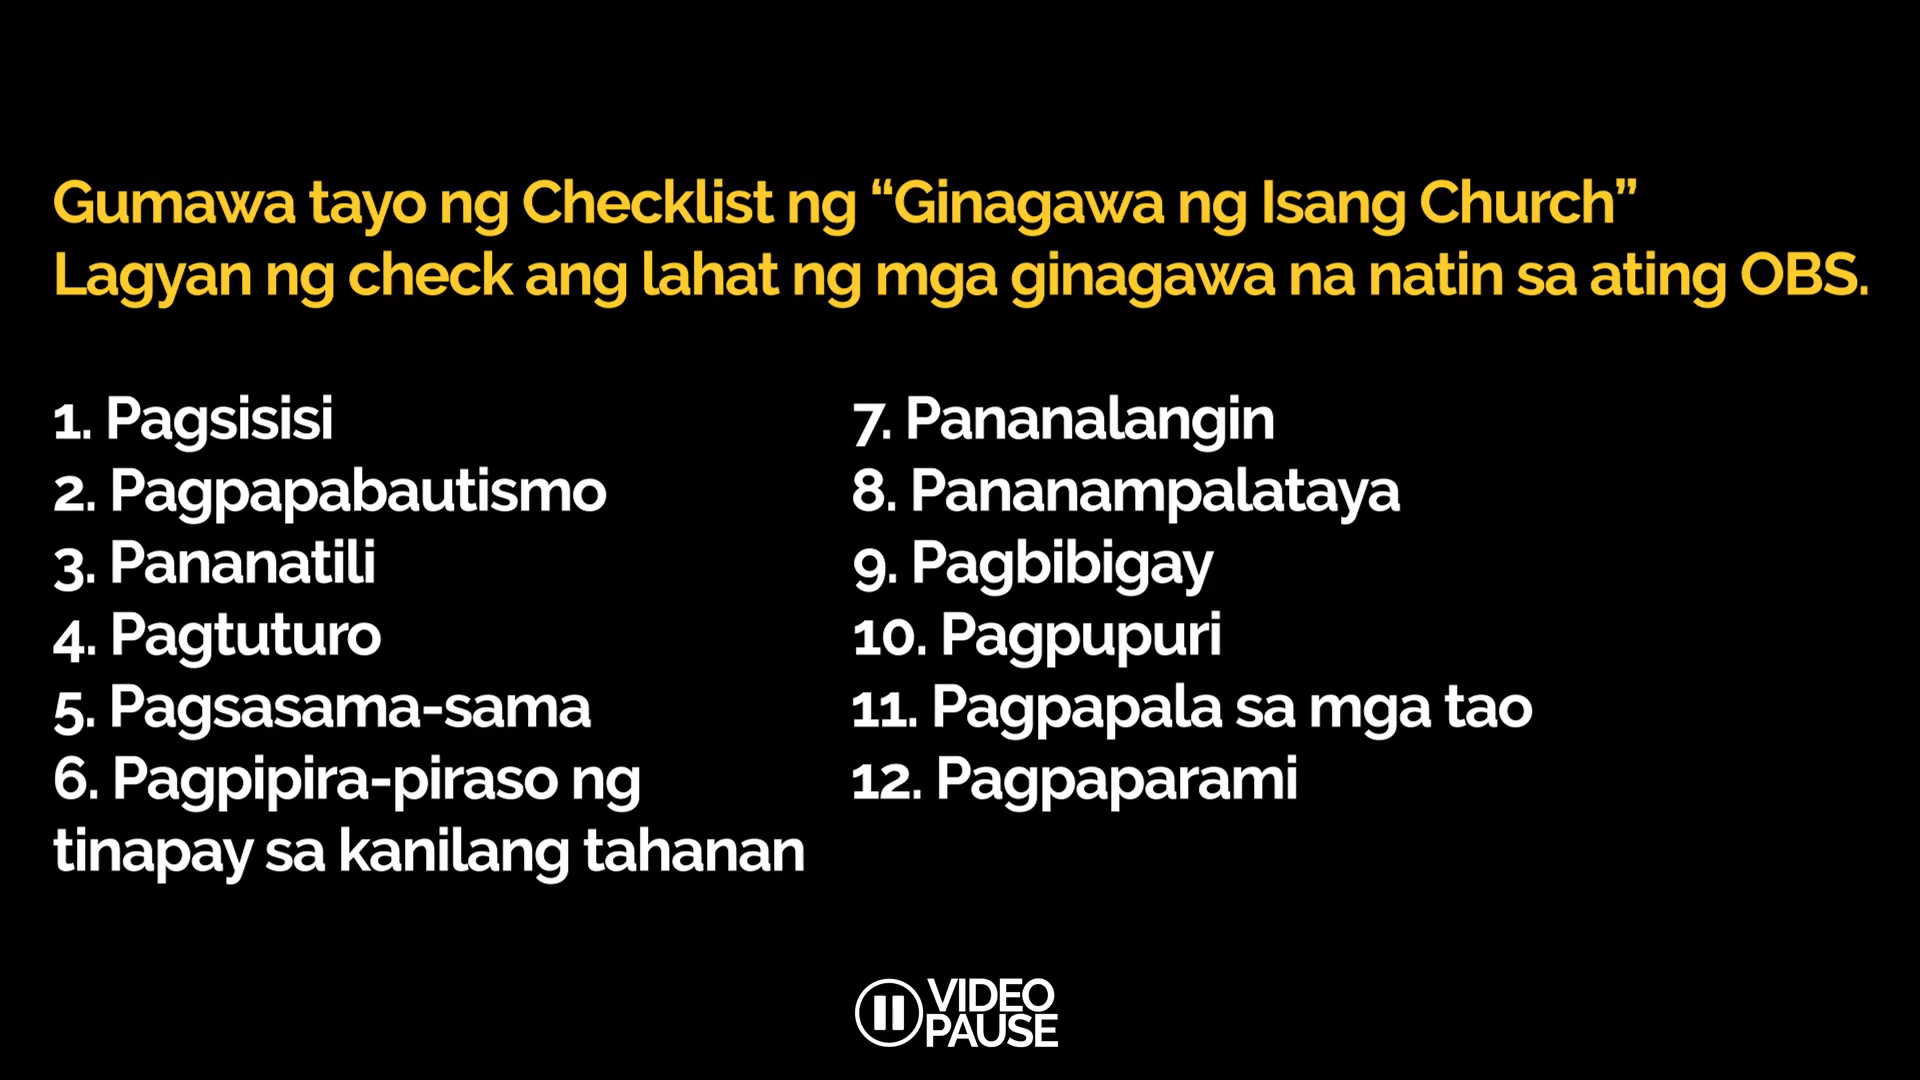 Gumawa tayo ng Checklist ng “Ginagawa ng Isang Church”
Lagyan ng check ang lahat ng mga ginagawa na natin sa ating OBS.
1. Pagsisisi
2. Pagpapabautismo
3. Pananatili
4. Pagtuturo
5. Pagsasama-sama
6. Pagpipira-piraso ng
tinapay sa kanilang tahanan
7. Pananalangin
8. Pananampalataya
9. Pagbibigay
10. Pagpupuri
11. Pagpapala sa mga tao
12. Pagpaparami
VIDEO
PAUSE